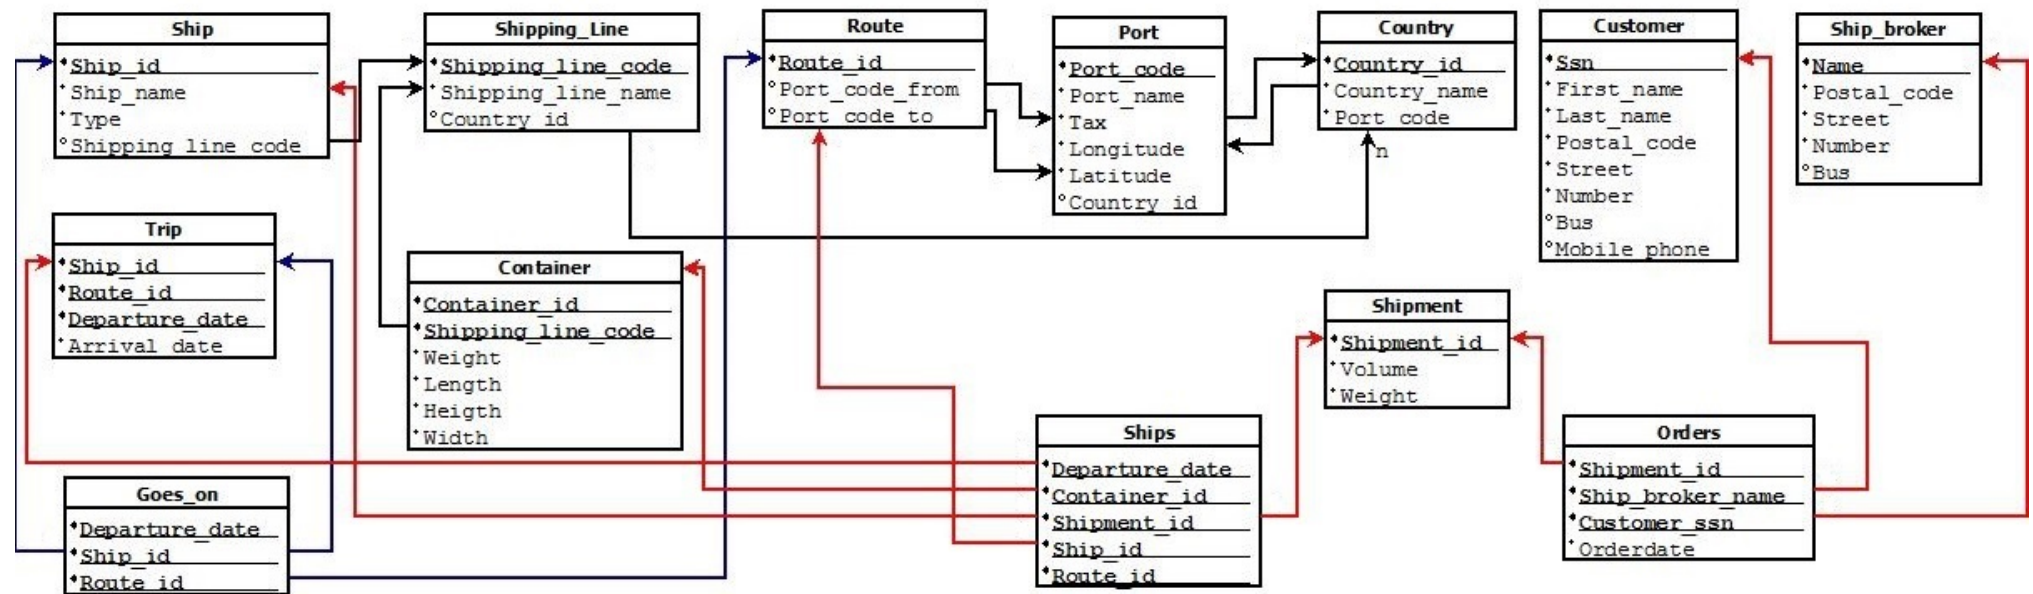 Ship
Ship_id
Ship_name
Type
Shipping_line_code
Shipping_Line
Shipping_line_code
Shipping_line_name
Country_id
Route
Route_id
Port_code_from
Port_code_to
Port
Port_code
Port_name
Tax
Longitude
Latitude
Country_id
Country
Country_id
Country_name
Port_code
n
Customer
Ssn
First_name
Last_name
Postal_code
Street
Number
Bus
Mobile_phone
Ship_broker
Name
Postal_code
Street
Number
Bus
Trip
Ship_id
Route_id
Departure_date
Arrival_date
Container
Container_id
Shipping_line_code
Weight
Length
Heigth
Width
Shipment
Shipment_id
Volume
Weight
Goes_on
Departure_date
Ship_id
Route_id
Ships
Departure_date
Container_id
Shipment_id
Ship_id
Route_id
Orders
Shipment_id
Ship_broker_name
Customer_ssn
Orderdate